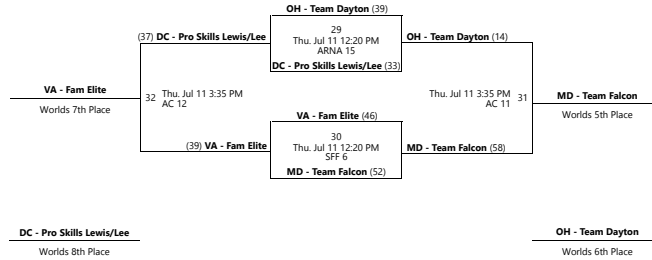 OH - Team Dayton (39)
29
Thu. Jul 11 12:20 PM
ARNA 15
DC - Pro Skills Lewis/Lee (33)
(37) DC - Pro Skills Lewis/Lee
OH - Team Dayton (14)
VA - Fam Elite
Worlds 7th Place
32 Thu. Jul 11 3:35 PM
AC 12
Thu. Jul 11 3:35 PM 31
AC 11
MD - Team Falcon
Worlds 5th Place
VA - Fam Elite (46)
30
Thu. Jul 11 12:20 PM
SFF 6
MD - Team Falcon (52)
(39) VA - Fam Elite
MD - Team Falcon (58)
DC - Pro Skills Lewis/Lee
Worlds 8th Place
OH - Team Dayton
Worlds 6th Place